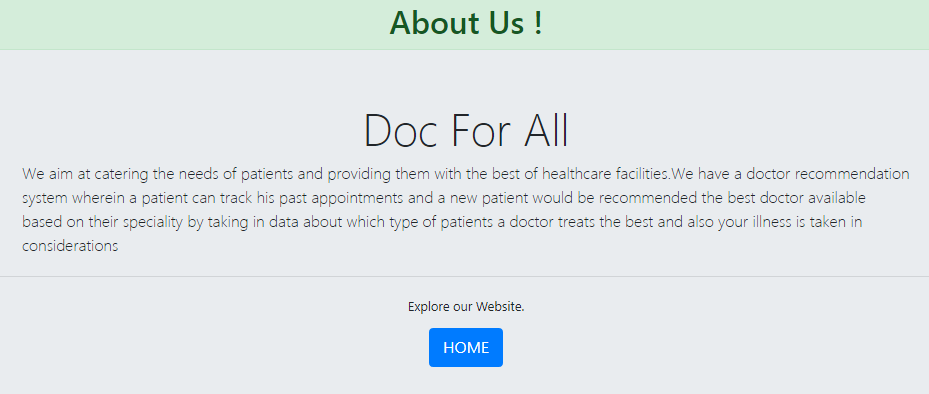 About Us !
Doc For All
We aim at catering the needs of patients and providing them with the best of healthcare facilities.We have a doctor recommendation
system wherein a patient can track his past appointments and a new patient would be recommended the best doctor available
based on their speciality by taking in data about which type of patients a doctor treats the best and also your illness is taken in
considerations
Explore our Website.
HOME